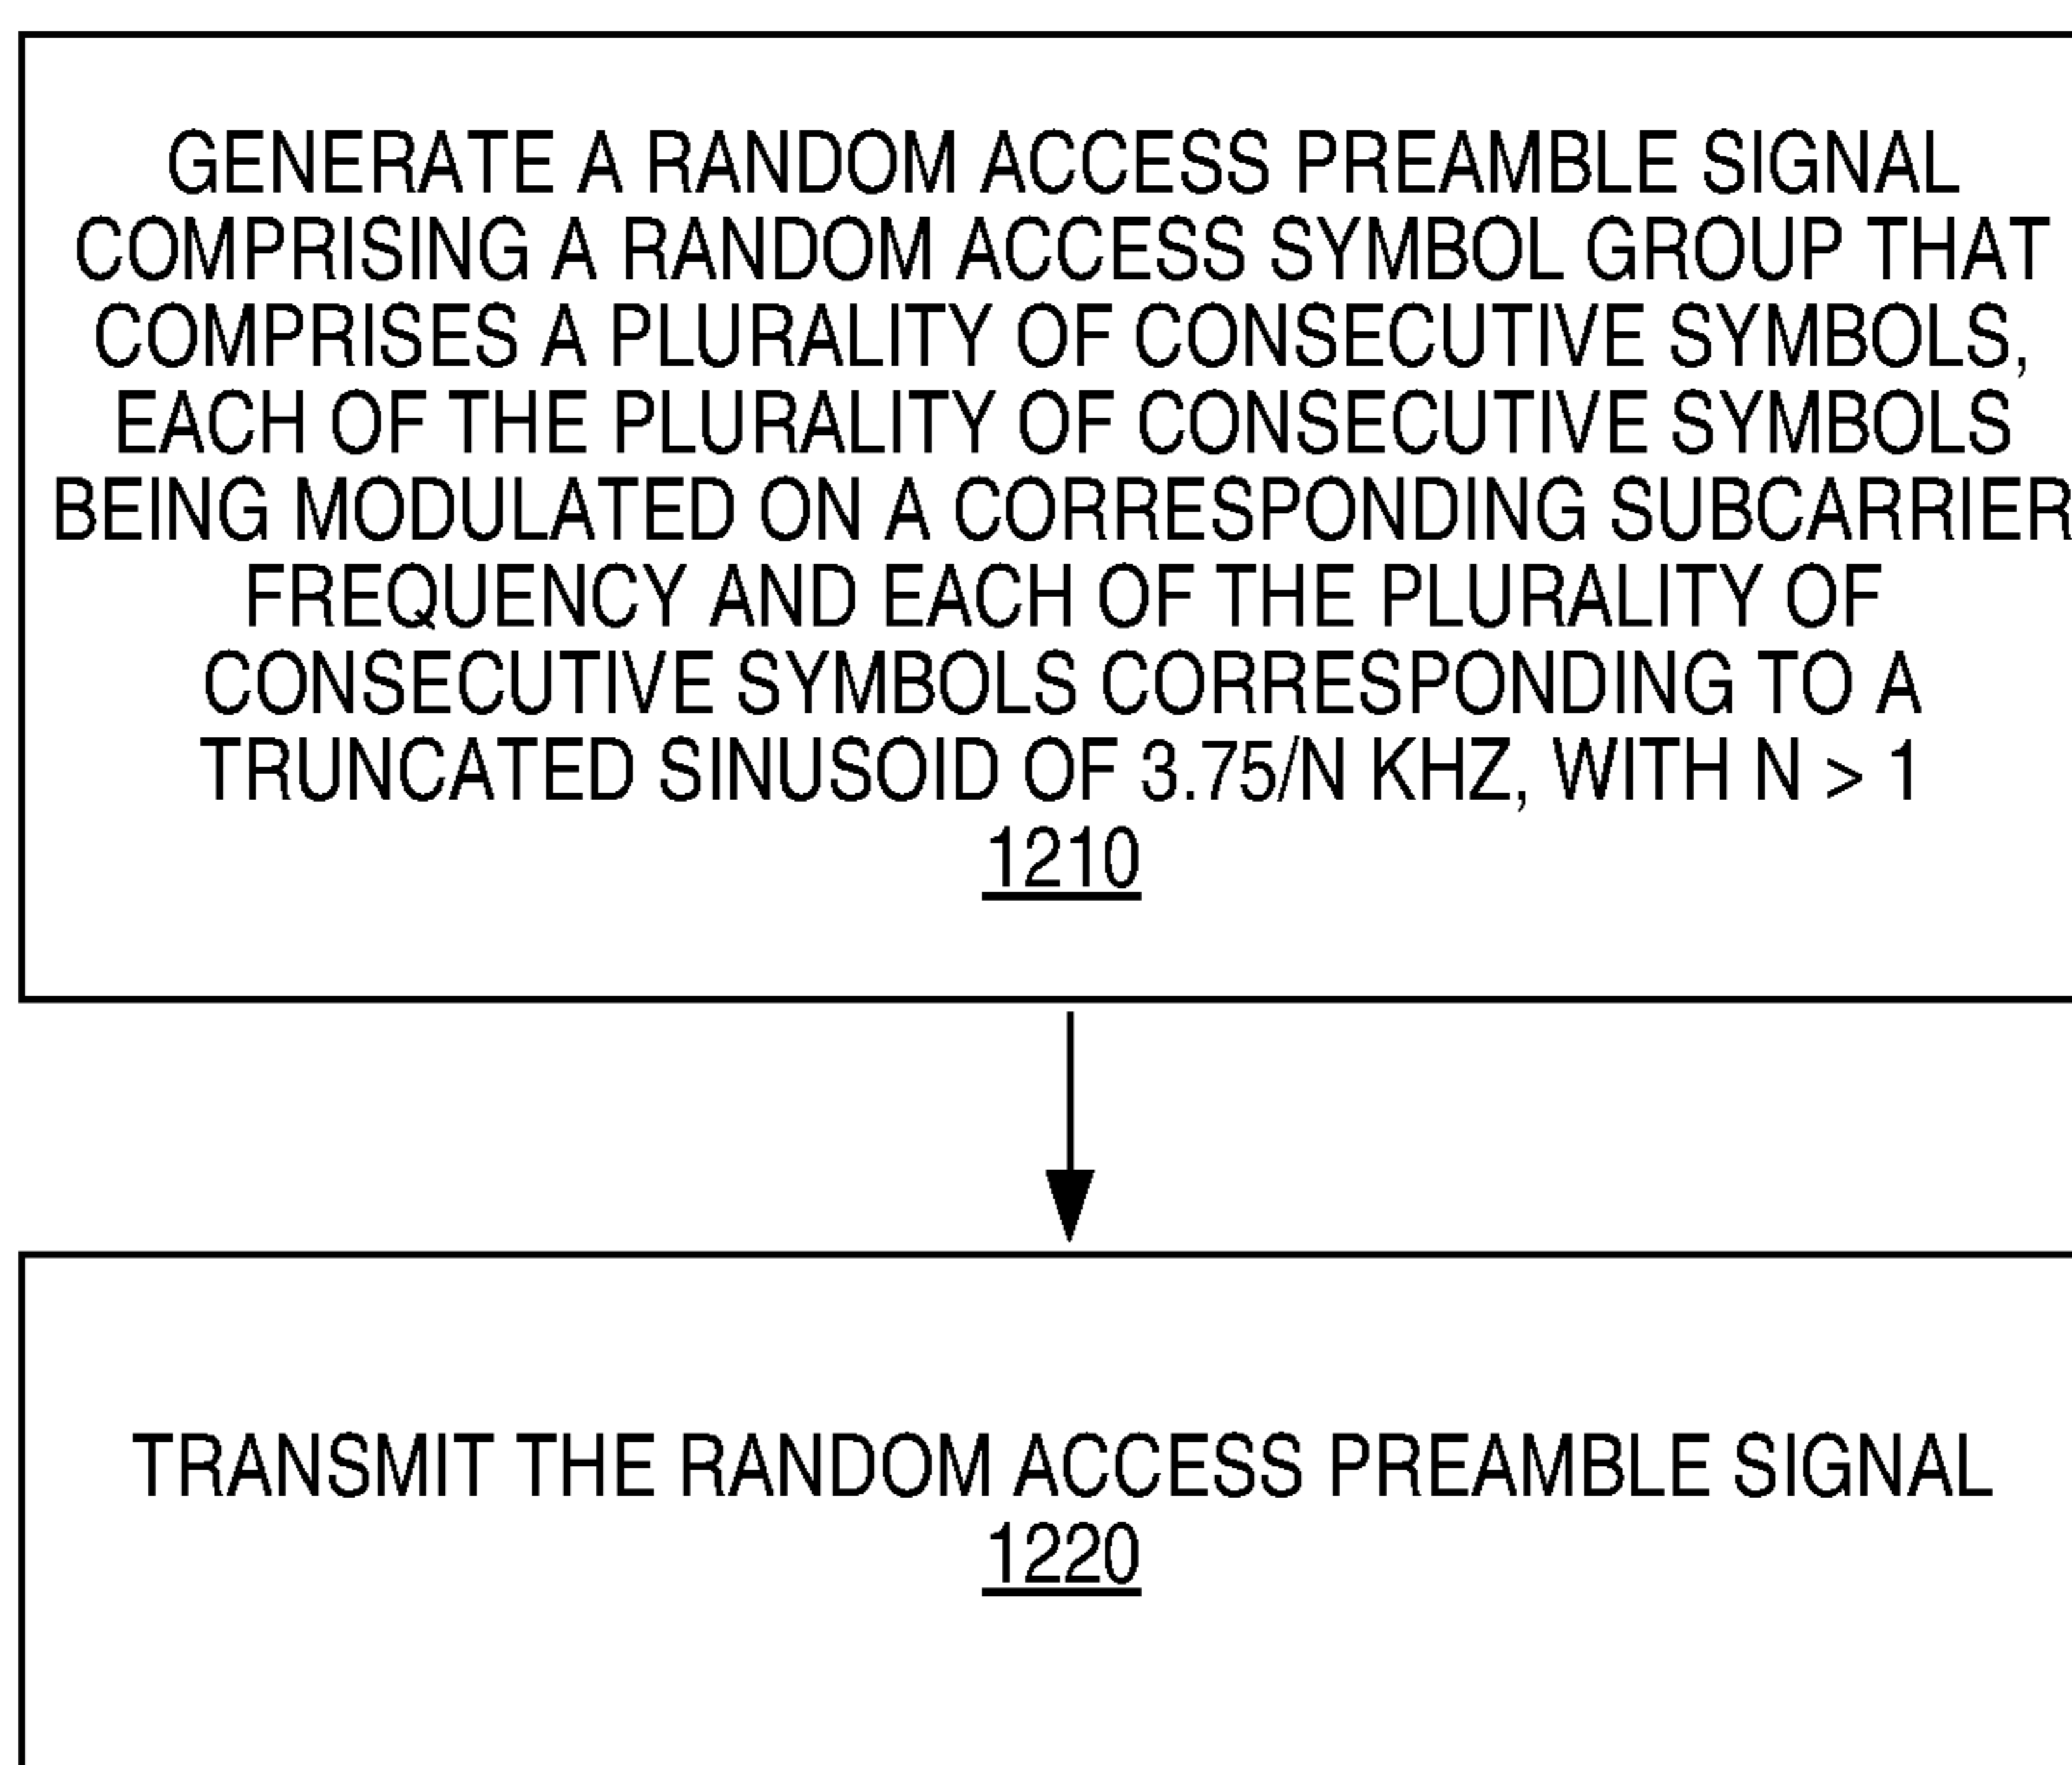 GENERATE A RANDOM ACCESS PREAMBLE SIGNAL
COMPRISING A RANDOM ACCESS SYMBOL GROUP THAT
COMPRISES A PLURALITY OF CONSECUTIVE SYMBOLS,
EACH OF THE PLURALITY OF CONSECUTIVE SYMBOLS
BEING MODULATED ON A CORRESPONDING SUBCARRIER
FREQUENCY AND EACH OF THE PLURALITY OF
CONSECUTIVE SYMBOLS CORRESPONDING TO A
TRUNCATED SINUSOID OF 3.75/N KHZ, WITH N > 1
1210
TRANSMIT THE RANDOM ACCESS PREAMBLE SIGNAL
1220